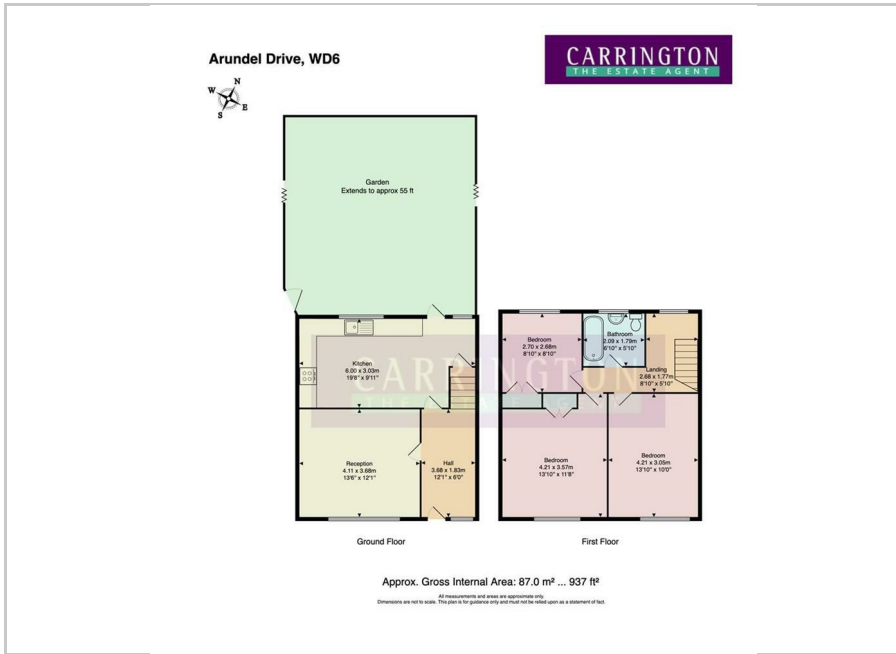 Arundel Drive, WD6
CARRINGTON
THE ESTATE AGENT
N
W
E
S
Garden
Extends to approx 55 ft
Kitchen
6.00 x 3.03m
19'8" x 9'11"
Reception
4.11 x 3.68m
13'6" x 12'1"
Hall
3.68 x 1.83m
12'1" x 6'0"
Ground Floor
Bedroom
2.70 x 2.68m
8'10" x 8'10"
Bathroom
2.09 x 1.79m
6'10" x 5'10"
Landing
2.68 x 1.77m
8'10" x 5'10"
Bedroom
4.21 x 3.57m
13'10" x 11'8"
Bedroom
4.21 x 3.05m
13'10" x 10'0"
First Floor
CARRINGTON
THE ESTATE AGENT
Approx. Gross Internal Area: 87.0 m² ... 937 ft²
All measurements and areas are approximate only.
Dimensions are not to scale. This plan is for guidance only and must not be relied upon as a statement of fact.